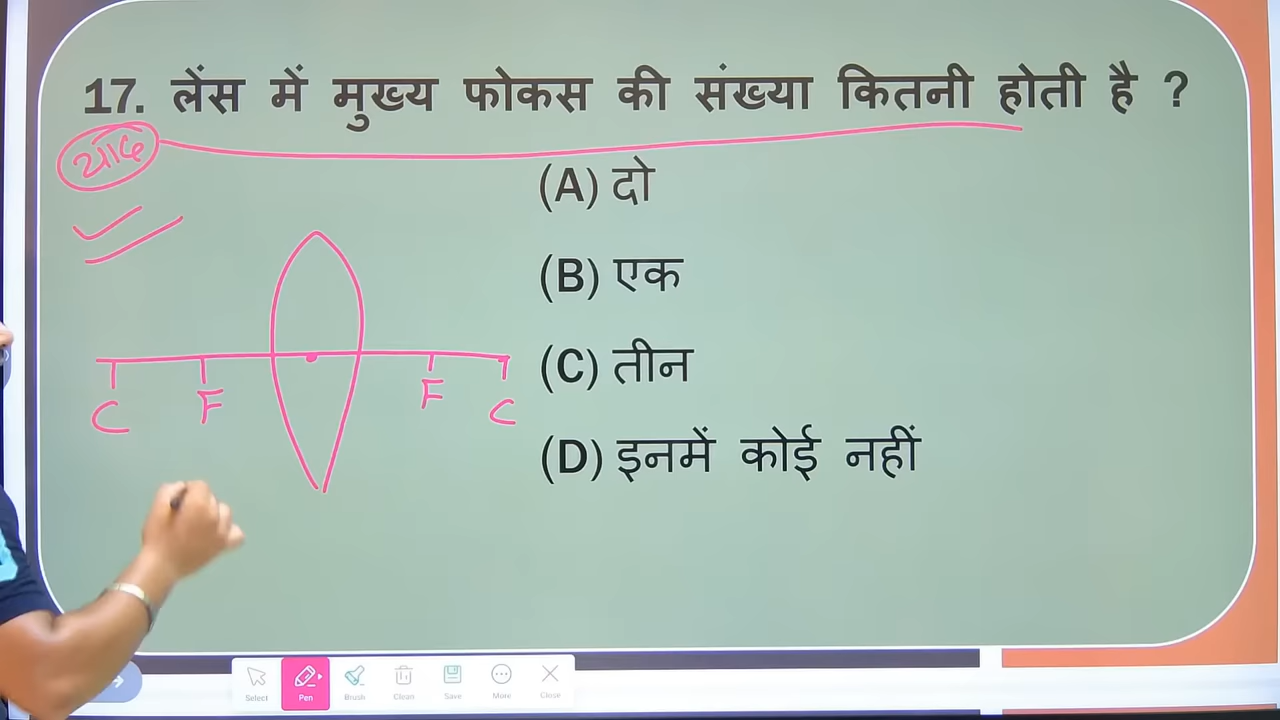 17. लेंस में मुख्य फोकस की संख्या कितनी होती है ?
याद
(A) दो
(B) एक
(C) तीन
(D) इनमें कोई नहीं
C F F C
Select Pen Brush Clean Save More Close